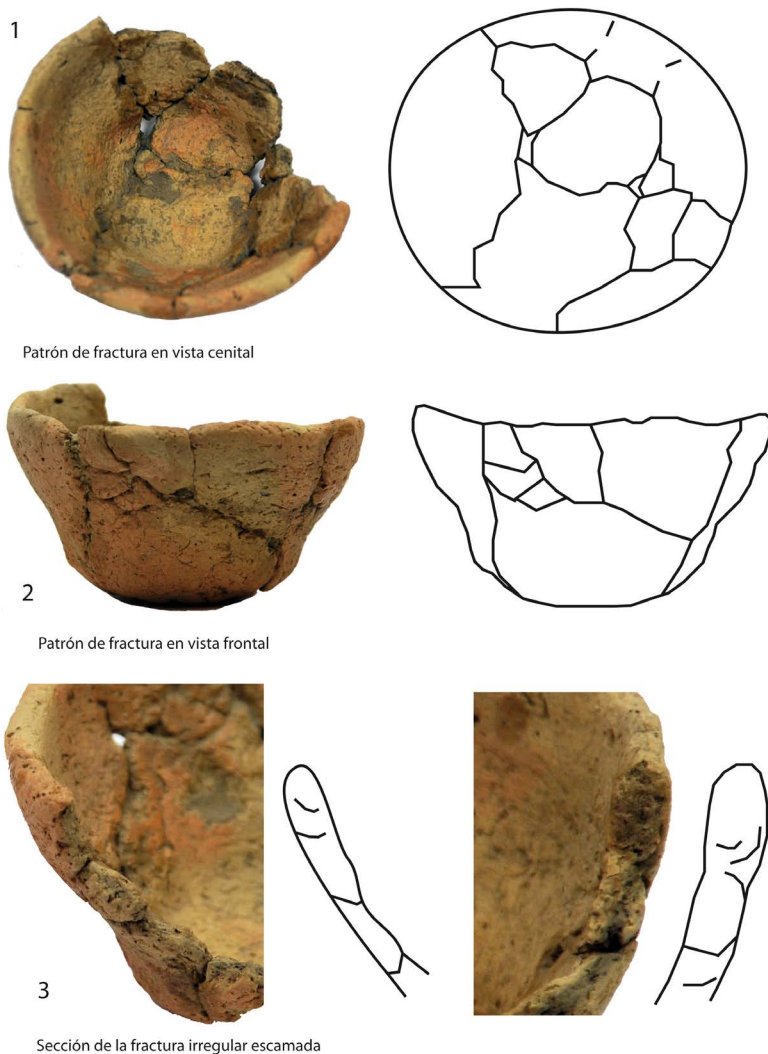 1
Patrón de fractura en vista cenital
2
Patrón de fractura en vista frontal
3
Sección de la fractura irregular escamada